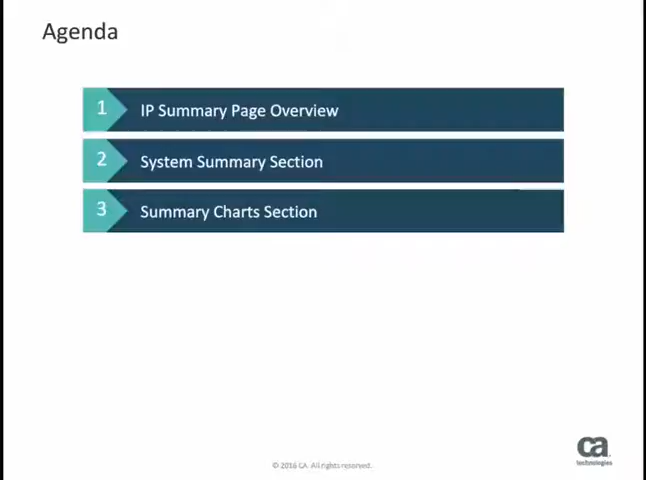 Agenda
1 IP Summary Page Overview
2 System Summary Section
3 Summary Charts Section
ca
technologies
© 2016 CA. All rights reserved.